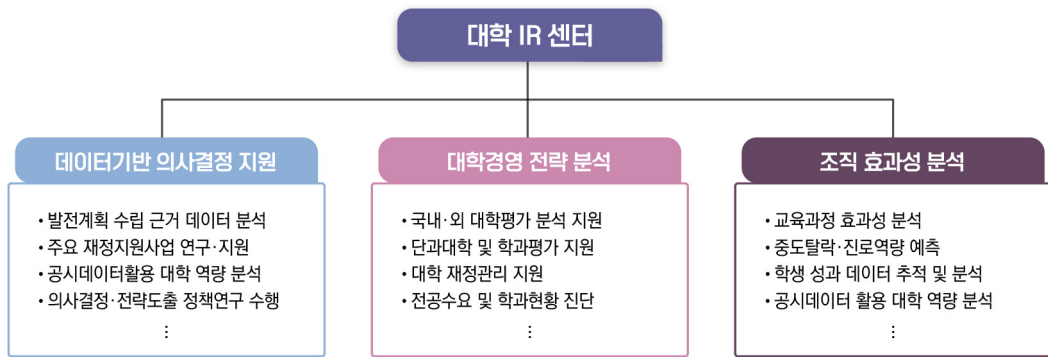 대학 IR 센터
데이터기반 의사결정 지원
• 발전계획 수립 근거 데이터 분석
• 주요 재정지원사업 연구·지원
• 공시데이터활용 대학 역량 분석
• 의사결정·전략도출 정책연구 수행
⋮
대학경영 전략 분석
• 국내·외 대학평가 분석 지원
• 단과대학 및 학과평가 지원
• 대학 재정관리 지원
• 전공수요 및 학과현황 진단
⋮
조직 효과성 분석
• 교육과정 효과성 분석
• 중도탈락·진로역량 예측
• 학생 성과 데이터 추적 및 분석
• 공시데이터 활용 대학 역량 분석
⋮